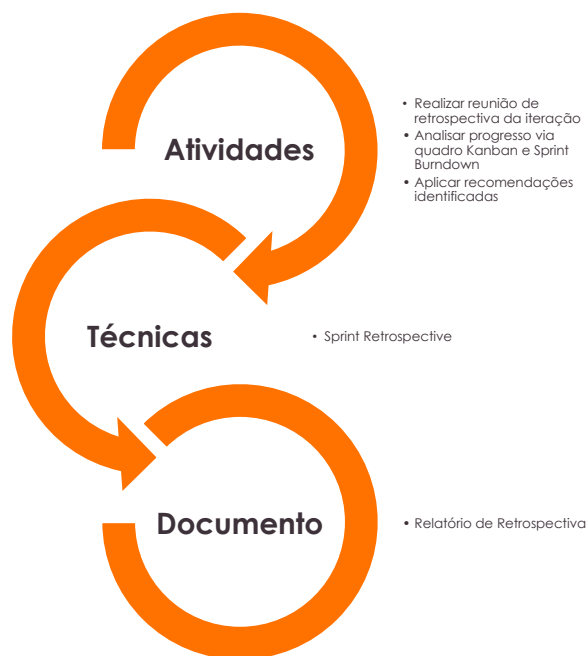 Atividades
• Realizar reunião de
retrospectiva da iteração
• Analisar progresso via
quadro Kanban e Sprint
Burndown
• Aplicar recomendações
identificadas
Técnicas
• Sprint Retrospective
Documento
• Relatório de Retrospectiva